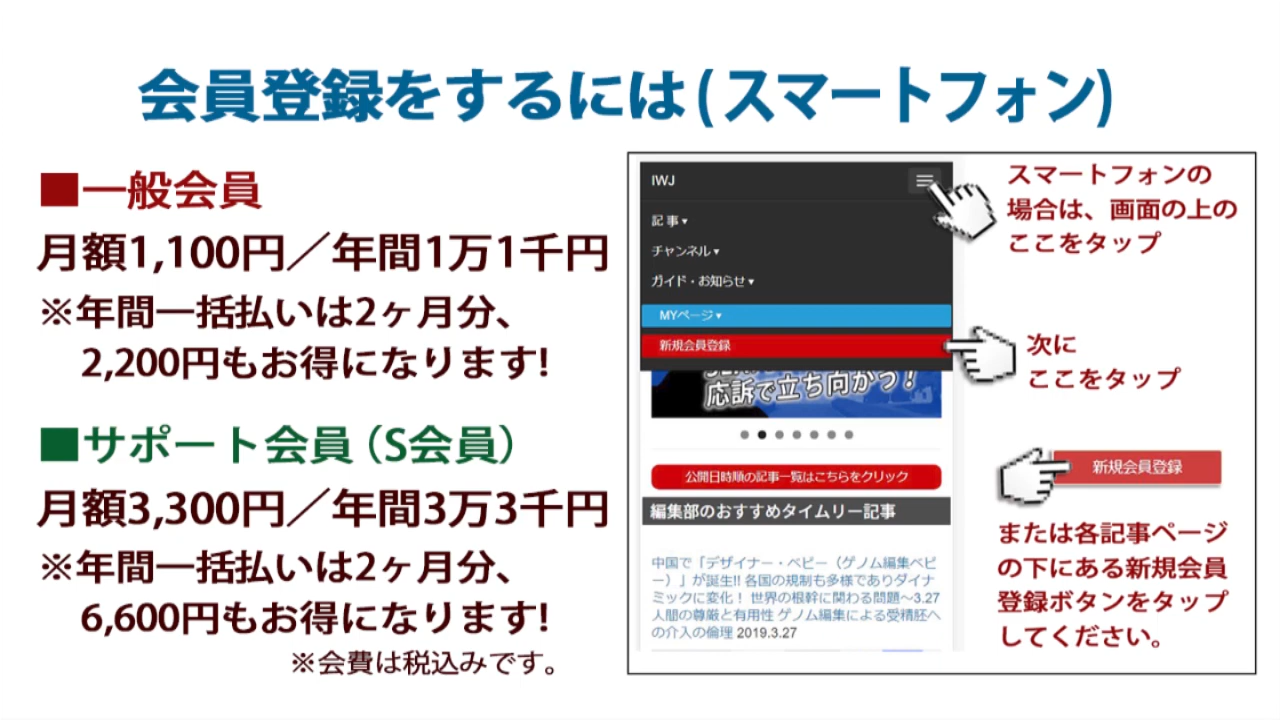 会員登録をするには(スマートフォン)
■一般会員
月額1,100円／年間1万1千円
※年間一括払いは2ヶ月分、
2,200円もお得になります!
■サポート会員（S会員）
月額3,300円／年間3万3千円
※年間一括払いは2ヶ月分、
6,600円もお得になります!
※会費は税込みです。
IWJ
記事▾
チャンネル▾
ガイド・お知らせ▾
MYページ▾
新規会員登録
応訴で立ち向かう！
公開日時順の記事一覧はこちらをクリック
編集部のおすすめタイムリー記事
中国で「デザイナー・ベビー（ゲノム編集ベビ
ー）」が誕生!! 各国の規制も多様でありダイナ
ミックに変化！ 世界の根幹に関わる問題～3.27
人間の尊厳と有用性 ゲノム編集による受精胚へ
の介入の倫理 2019.3.27
スマートフォンの
場合は、画面の上の
ここをタップ
次に
ここをタップ
新規会員登録
または各記事ページ
の下にある新規会員
登録ボタンをタップ
してください。